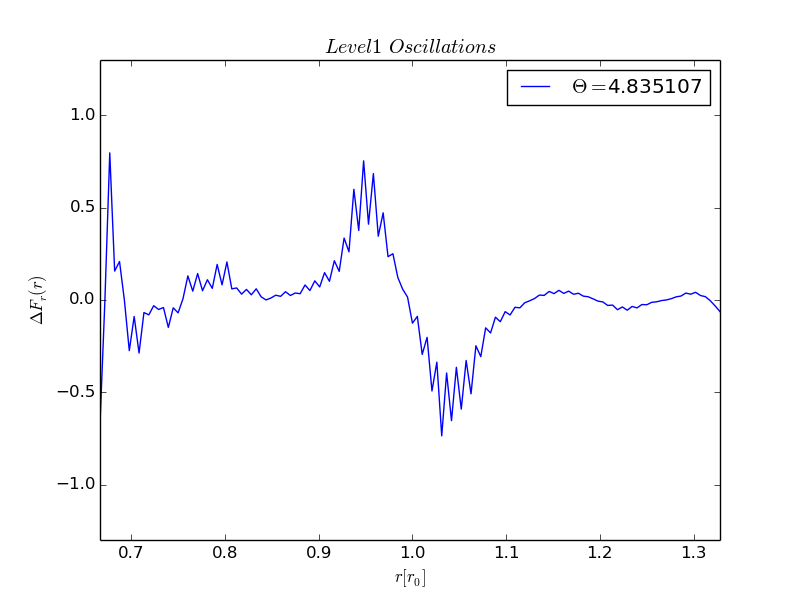 Level1 Oscillations
Θ =4.835107
1.0
0.5
0.0
−0.5
−1.0
ΔF_r(r)
0.7 0.8 0.9 1.0 1.1 1.2 1.3
r[r_0]